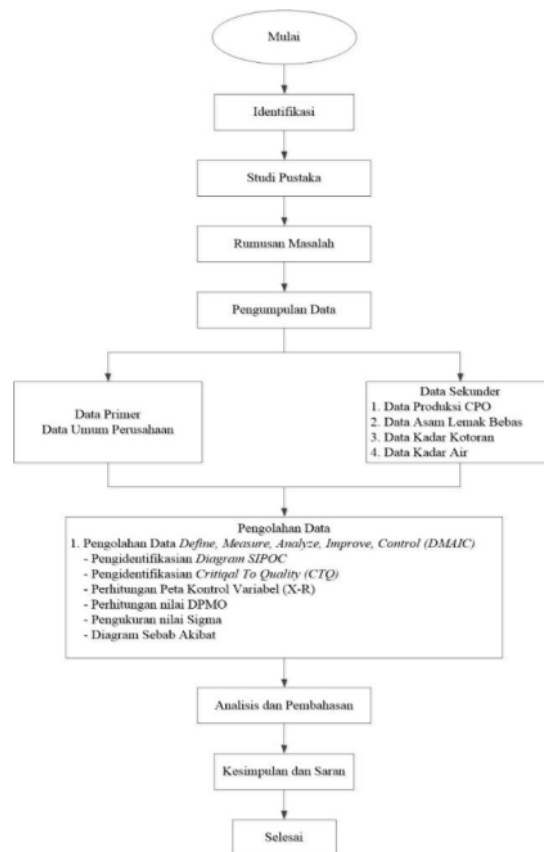 Mulai
Identifikasi
Studi Pustaka
Rumusan Masalah
Pengumpulan Data
Data Primer
Data Umum Perusahaan
Data Sekunder
1. Data Produksi CPO
2. Data Asam Lemak Bebas
3. Data Kadar Kotoran
4. Data Kadar Air
Pengolahan Data
1. Pengolahan Data Define, Measure, Analyze, Improve, Control (DMAIC)
- Pengidentifikasian Diagram SIPOC
- Pengidentifikasian Critiqal To Quality (CTQ)
- Perhitungan Peta Kontrol Variabel (X-R)
- Perhitungan nilai DPMO
- Pengukuran nilai Sigma
- Diagram Sebab Akibat
Analisis dan Pembahasan
Kesimpulan dan Saran
Selesai